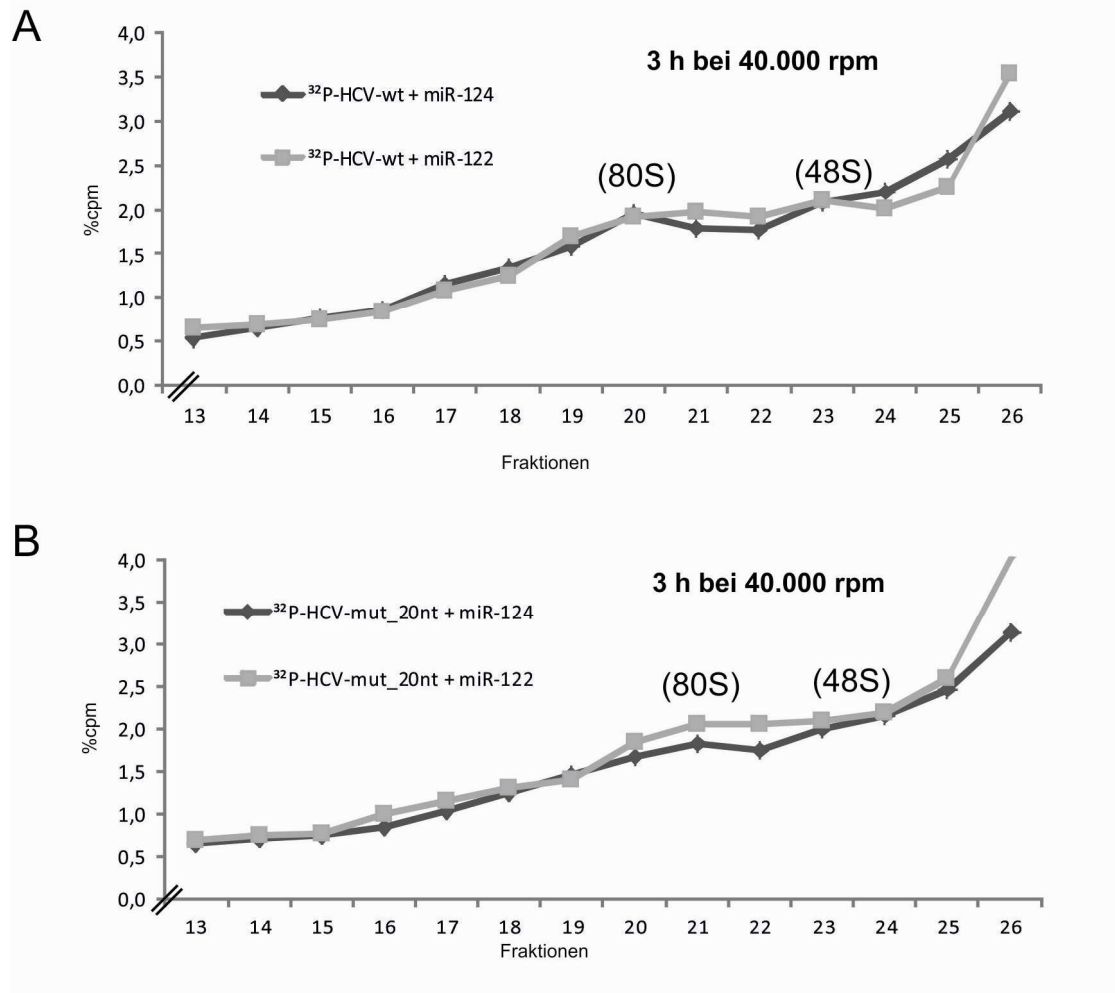 A
4,0
3,5
3,0
2,5
2,0
1,5
1,0
0,5
0,0
%cpm
3 h bei 40.000 rpm
³²P-HCV-wt + miR-124
³²P-HCV-wt + miR-122
(80S)
(48S)
13 14 15 16 17 18 19 20 21 22 23 24 25 26
Fraktionen
B
4,0
3,5
3,0
2,5
2,0
1,5
1,0
0,5
0,0
%cpm
3 h bei 40.000 rpm
³²P-HCV-mut_20nt + miR-124
³²P-HCV-mut_20nt + miR-122
(80S)
(48S)
13 14 15 16 17 18 19 20 21 22 23 24 25 26
Fraktionen